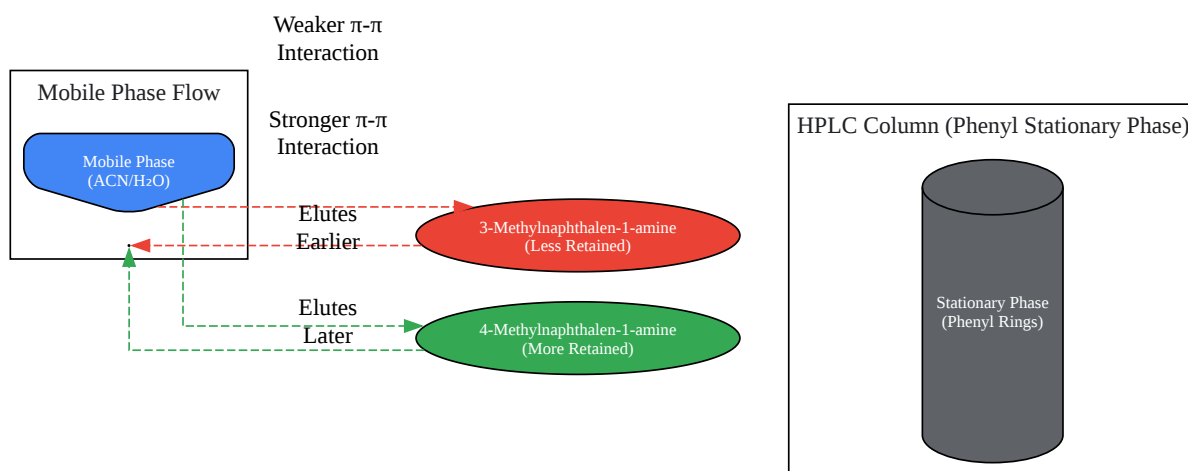 Weaker π-π
Interaction
Mobile Phase Flow
Stronger π-π
Interaction
Mobile Phase
(ACN/H₂O)
HPLC Column (Phenyl Stationary Phase)
Elutes
Earlier
3-Methylnaphthalen-1-amine
(Less Retained)
Elutes
Later
4-Methylnaphthalen-1-amine
(More Retained)
Stationary Phase
(Phenyl Rings)